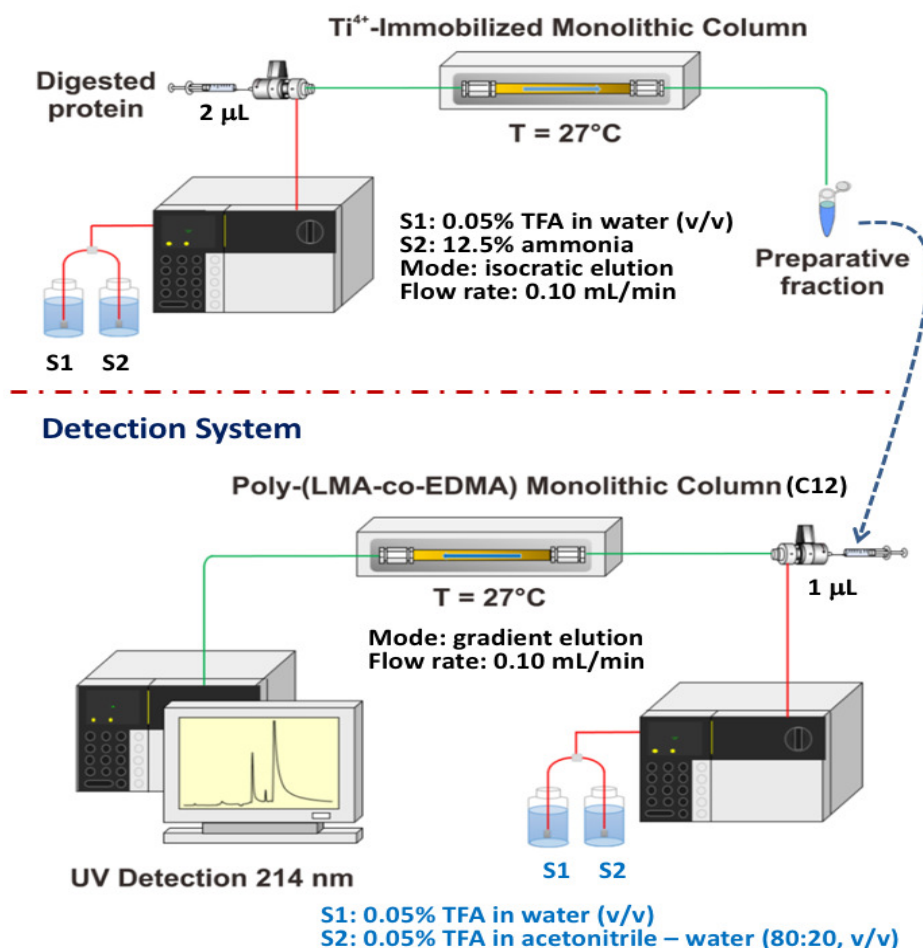 Ti⁴⁺-Immobilized Monolithic Column
Digested
protein
2 µL
T = 27°C
S1: 0.05% TFA in water (v/v)
S2: 12.5% ammonia
Mode: isocratic elution
Flow rate: 0.10 mL/min
Preparative
fraction
S1
S2
Detection System
Poly-(LMA-co-EDMA) Monolithic Column (C12)
1 µL
T = 27°C
Mode: gradient elution
Flow rate: 0.10 mL/min
S1
S2
UV Detection 214 nm
S1: 0.05% TFA in water (v/v)
S2: 0.05% TFA in acetonitrile – water (80:20, v/v)